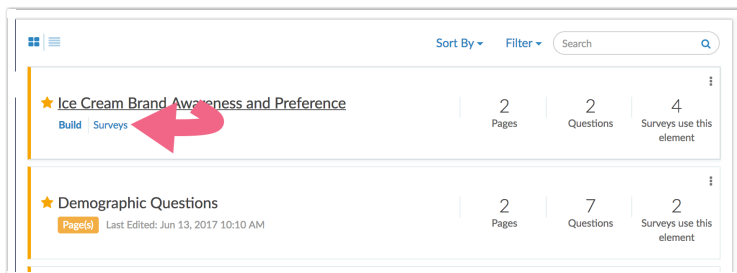 Sort By Filter Search
Ice Cream Brand Awareness and Preference
Build Surveys
2 2 4
Pages Questions Surveys use this
element
Demographic Questions
Page(s) Last Edited: Jun 13, 2017 10:10 AM
2 7 2
Pages Questions Surveys use this
element